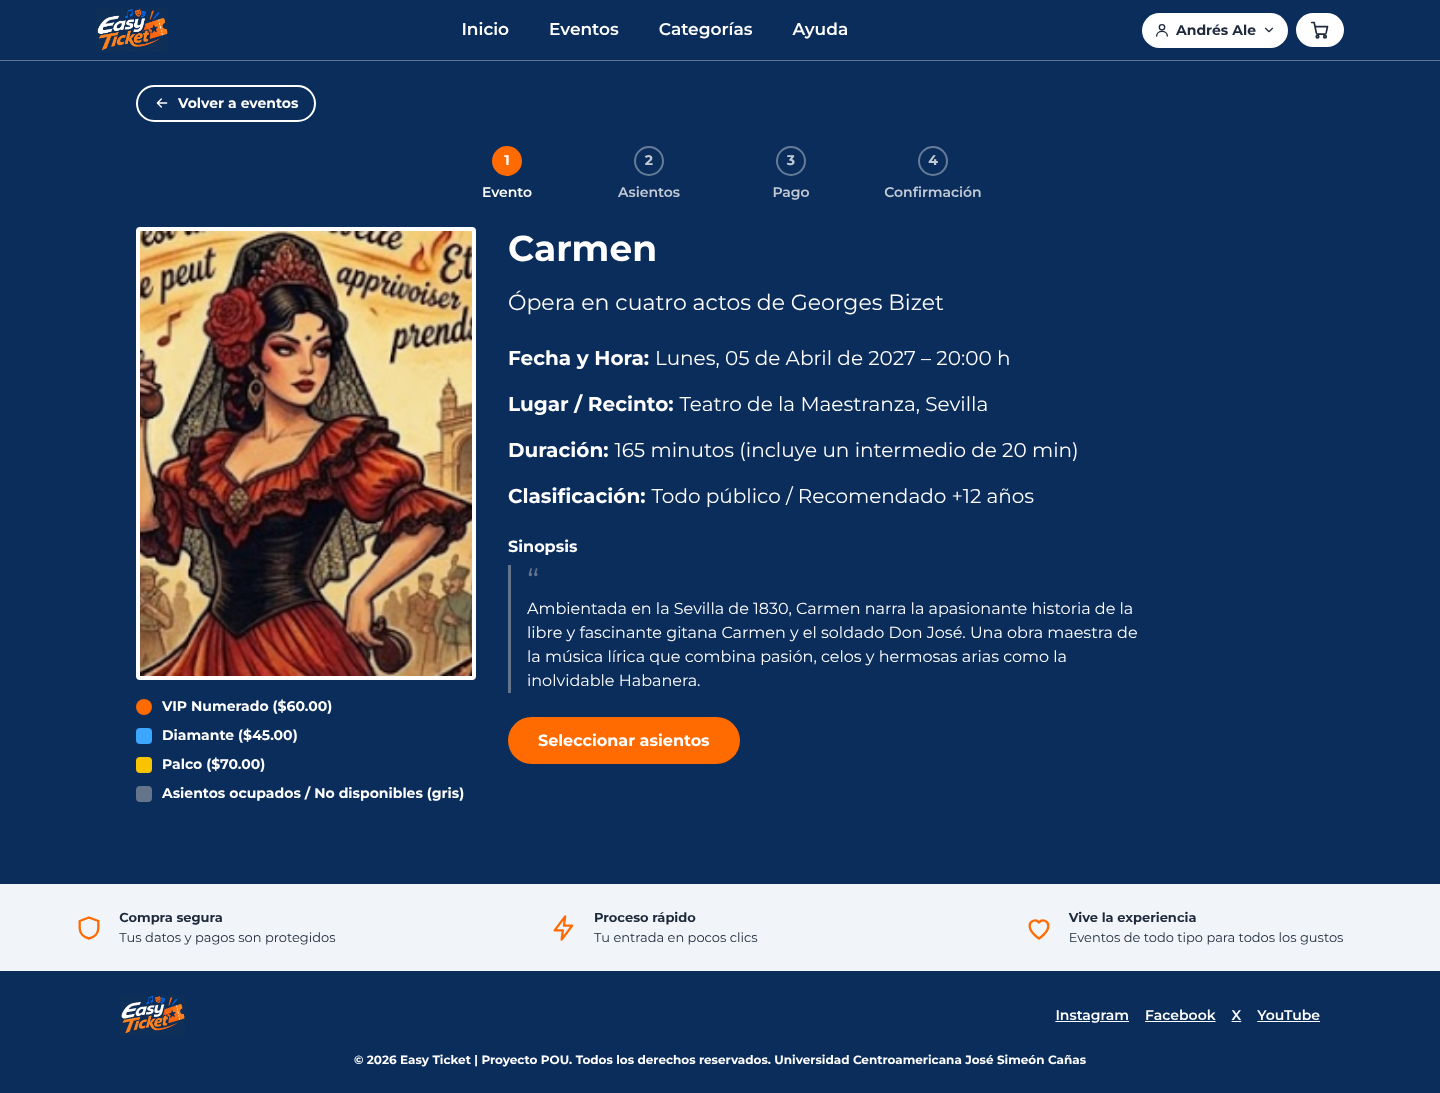 Easy
Ticket
Inicio
Eventos
Categorías
Ayuda
Andrés Ale
Volver a eventos
1
2
3
4
Evento
Asientos
Pago
Confirmación
e peut
apprivoiser
Carmen
Ópera en cuatro actos de Georges Bizet
Fecha y Hora: Lunes, 05 de Abril de 2027 – 20:00 h
Lugar / Recinto: Teatro de la Maestranza, Sevilla
Duración: 165 minutos (incluye un intermedio de 20 min)
Clasificación: Todo público / Recomendado +12 años
Sinopsis
“
Ambientada en la Sevilla de 1830, Carmen narra la apasionante historia de la
libre y fascinante gitana Carmen y el soldado Don José. Una obra maestra de
la música lírica que combina pasión, celos y hermosas arias como la
inolvidable Habanera.
VIP Numerado ($60.00)
Diamante ($45.00)
Palco ($70.00)
Asientos ocupados / No disponibles (gris)
Seleccionar asientos
Compra segura
Tus datos y pagos son protegidos
Proceso rápido
Tu entrada en pocos clics
Vive la experiencia
Eventos de todo tipo para todos los gustos
Easy
Ticket
Instagram
Facebook
X
YouTube
© 2026 Easy Ticket | Proyecto POU. Todos los derechos reservados. Universidad Centroamericana José Simeón Cañas